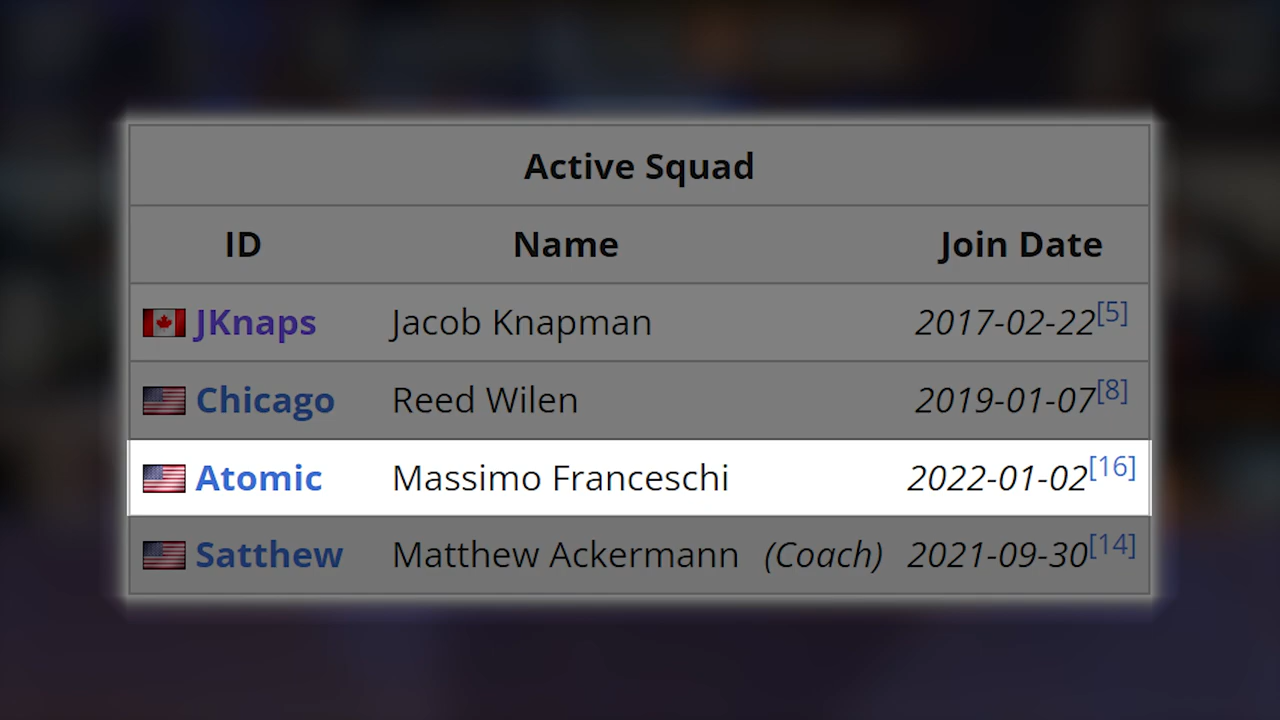 Active Squad
ID Name Join Date
JKnaps Jacob Knapman 2017-02-22[5]
Chicago Reed Wilen 2019-01-07[8]
Atomic Massimo Franceschi 2022-01-02[16]
Satthew Matthew Ackermann (Coach) 2021-09-30[14]